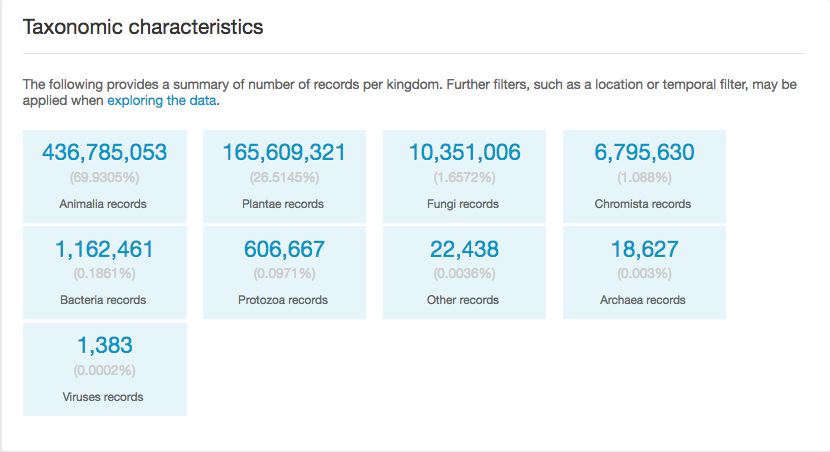 Taxonomic characteristics
The following provides a summary of number of records per kingdom. Further filters, such as a location or temporal filter, may be
applied when exploring the data.
436,785,053
(69.9305%)
Animalia records
165,609,321
(26.5145%)
Plantae records
10,351,006
(1.6572%)
Fungi records
6,795,630
(1.088%)
Chromista records
1,162,461
(0.1861%)
Bacteria records
606,667
(0.0971%)
Protozoa records
22,438
(0.0036%)
Other records
18,627
(0.003%)
Archaea records
1,383
(0.0002%)
Viruses records